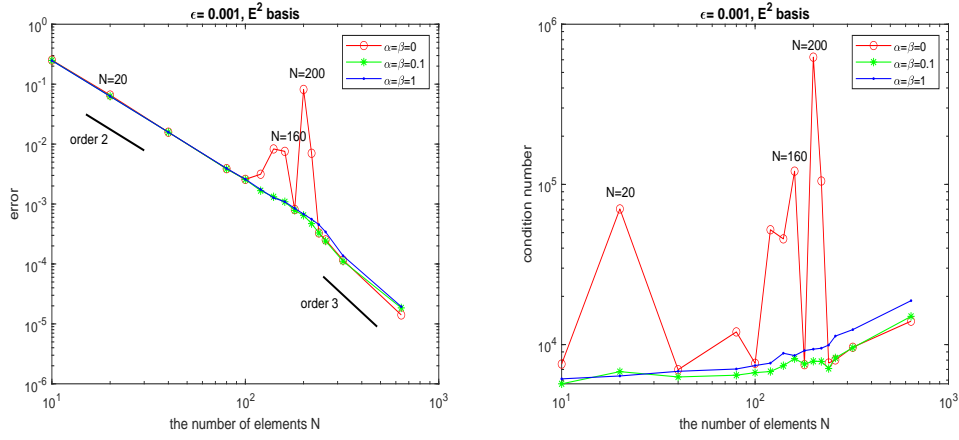 ϵ= 0.001, E² basis
10⁰
10⁻¹
10⁻²
10⁻³
10⁻⁴
10⁻⁵
10⁻⁶
error
N=20
N=200
N=160
order 2
order 3
α=β=0
α=β=0.1
α=β=1
10¹
10²
10³
the number of elements N
ϵ= 0.001, E² basis
10⁶
10⁵
10⁴
condition number
N=20
N=200
N=160
α=β=0
α=β=0.1
α=β=1
10¹
10²
10³
the number of elements N